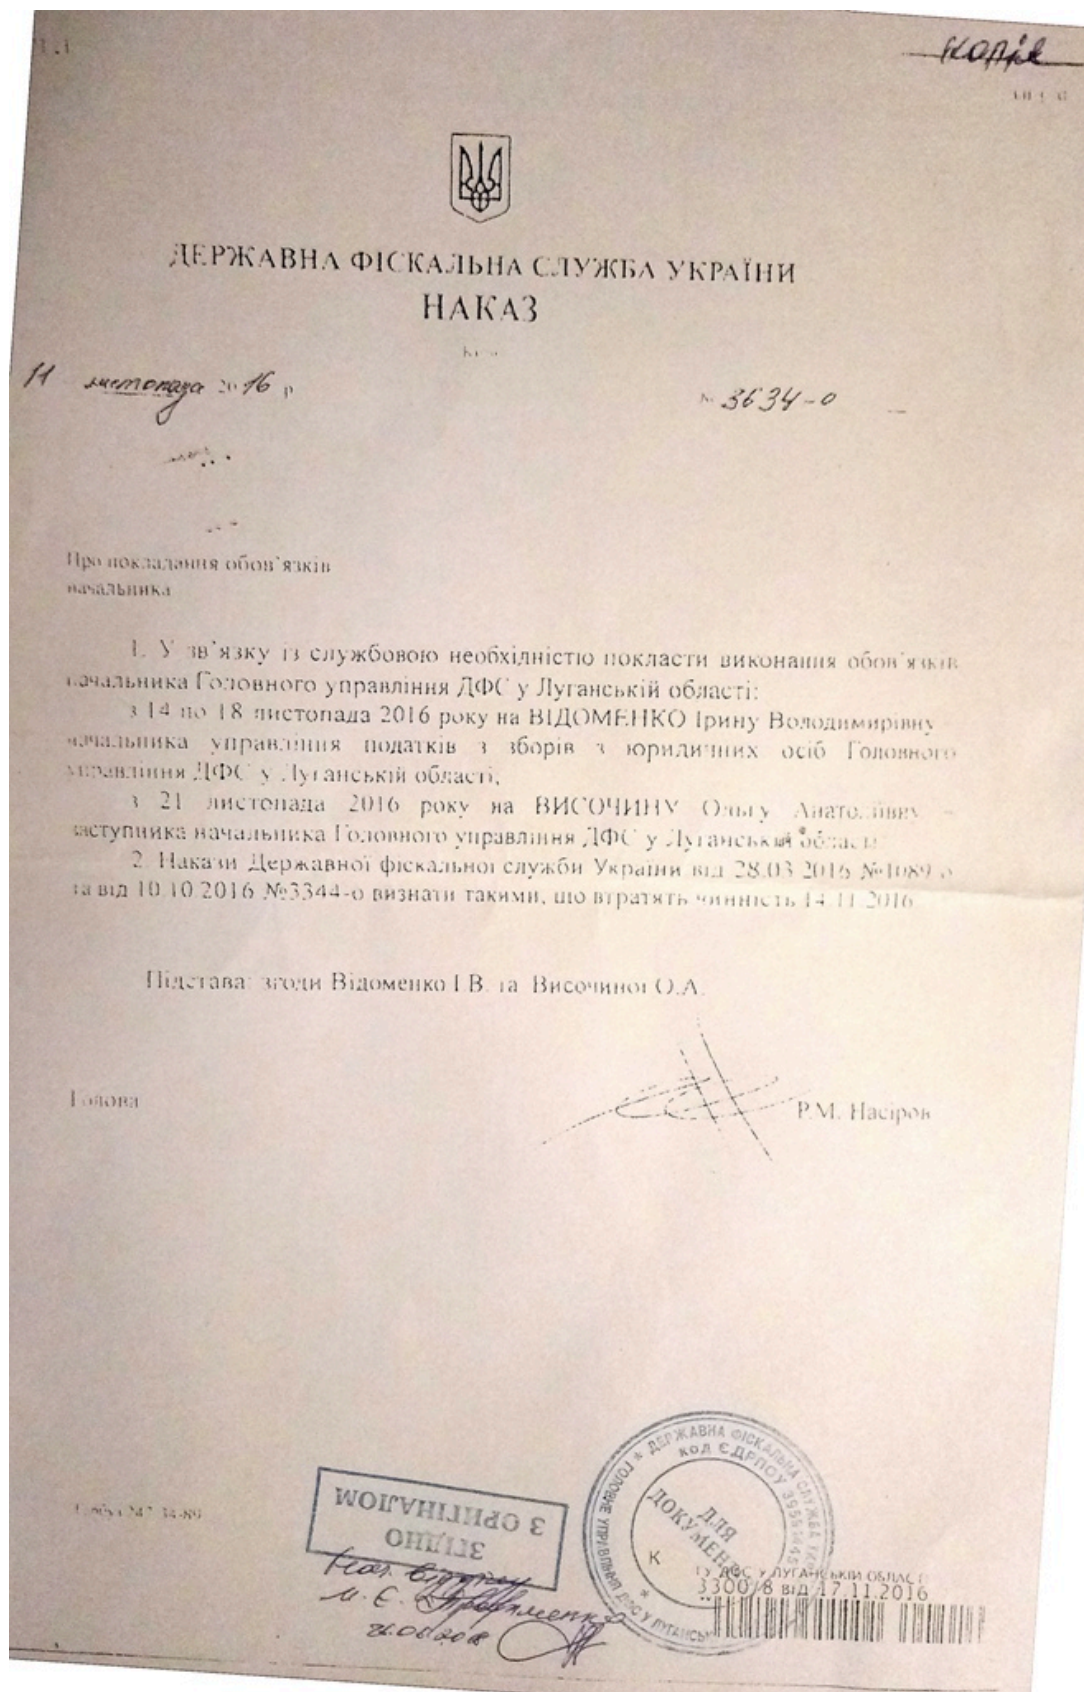 копія
ДЕРЖАВНА ФІСКАЛЬНА СЛУЖБА УКРАЇНИ
НАКАЗ
11 листопада 2016 р. № 3634-о
Про покладання обов'язків
начальника
1. У зв'язку із службовою необхідністю покласти виконання обов'язків
начальника Головного управління ДФС у Луганській області:
з 14 по 18 листопада 2016 року на ВІДОМЕНКО Ірину Володимирівну
начальника управління податків з зборів з юридичних осіб Головного
управління ДФС у Луганській області;
з 21 листопада 2016 року на ВИСОЧИНУ Ольгу Анатоліївну –
заступника начальника Головного управління ДФС у Луганській області.
2. Накази Державної фіскальної служби України від 28.03.2016 №1089-о
та від 10.10.2016 №3344-о визнати такими, що втратять чинність 14.11.2016
Підстава: згоди Відоменко І.В. та Височиної О.А.
Голова Р.М. Насіров
ЗГІДНО
З ОРИГІНАЛОМ
ДЕРЖАВНА ФІСКАЛЬНА СЛУЖБА
ГОЛОВНЕ УПРАВЛІННЯ ДФС У
код ЄДРПОУ
ДЛЯ
ДОКУМЕН
К
ГУ ДФС У ЛУГАНСЬКІЙ ОБЛАСТ
3300/8 від 17.11.2016